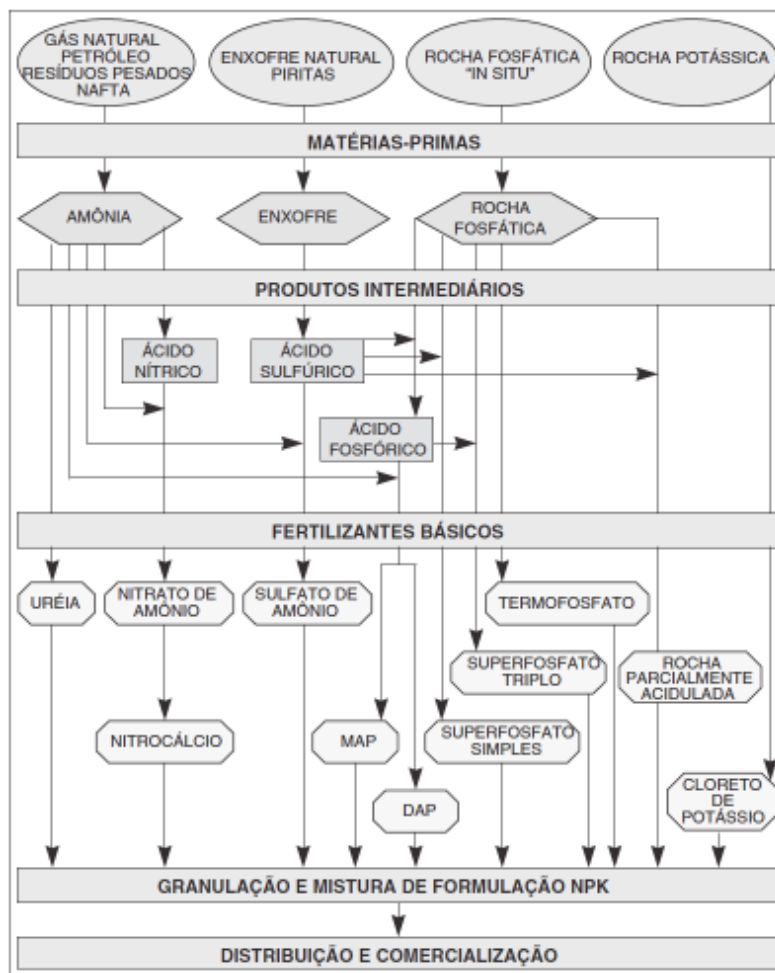 GÁS NATURAL
PETRÓLEO
RESÍDUOS PESADOS
NAFTA
ENXOFRE NATURAL
PIRITAS
ROCHA FOSFÁTICA
“IN SITU”
ROCHA POTÁSSICA
MATÉRIAS-PRIMAS
AMÔNIA
ENXOFRE
ROCHA
FOSFÁTICA
PRODUTOS INTERMEDIÁRIOS
ÁCIDO
NÍTRICO
ÁCIDO
SULFÚRICO
ÁCIDO
FOSFÓRICO
FERTILIZANTES BÁSICOS
URÉIA
NITRATO DE
AMÔNIO
SULFATO DE
AMÔNIO
TERMOFOSFATO
SUPERFOSFATO
TRIPLO
ROCHA
PARCIALMENTE
ACIDULADA
NITROCÁLCIO
MAP
SUPERFOSFATO
SIMPLES
DAP
CLORETO
DE
POTÁSSIO
GRANULAÇÃO E MISTURA DE FORMULAÇÃO NPK
DISTRIBUIÇÃO E COMERCIALIZAÇÃO